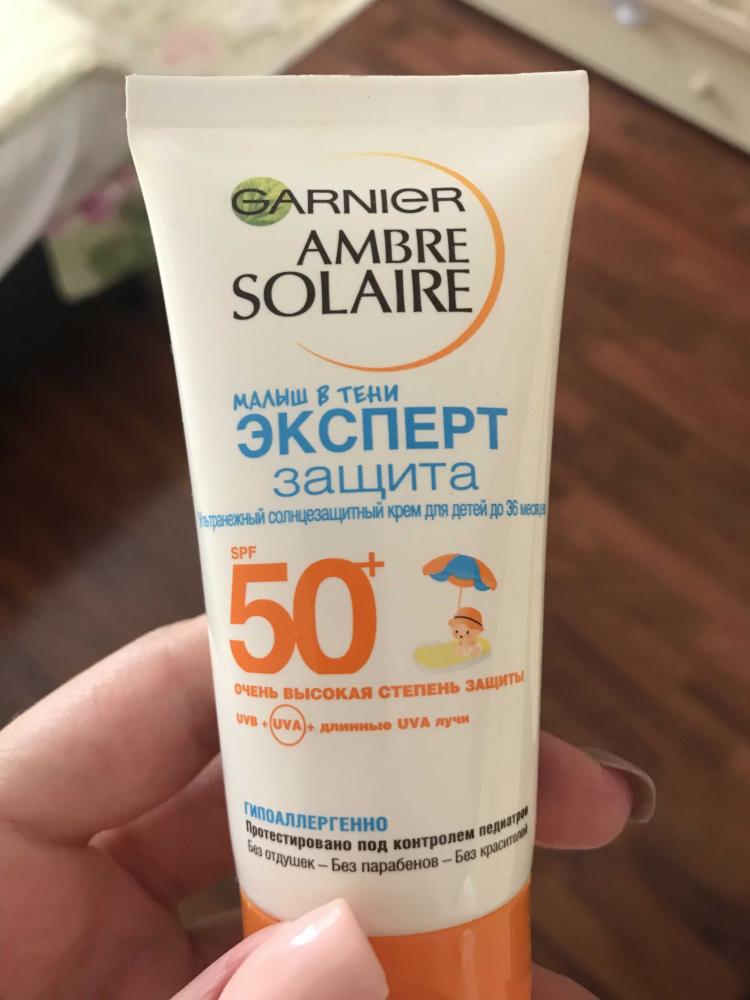 GARNIER
AMBRE
SOLAIRE
МАЛЫШ В ТЕНИ
ЭКСПЕРТ
защита
Ультранежный солнцезащитный крем для детей до 36 месяцев
SPF
50+
ОЧЕНЬ ВЫСОКАЯ СТЕПЕНЬ ЗАЩИТЫ
UVB + UVA + длинные UVA лучи
ГИПОАЛЛЕРГЕННО
Протестировано под контролем педиатров
Без отдушек – Без парабенов – Без красителей